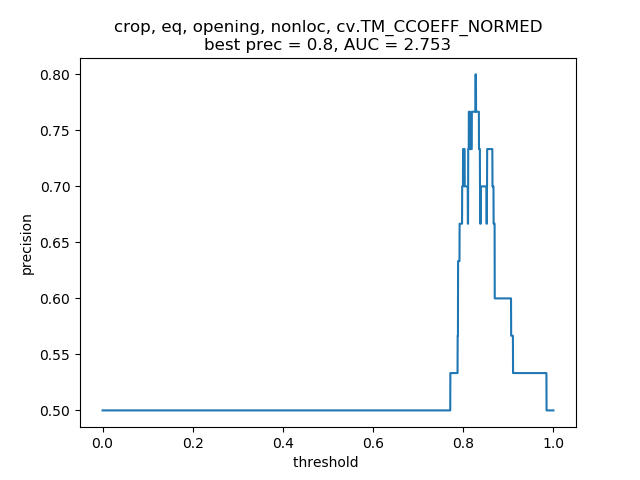 crop, eq, opening, nonloc, cv.TM_CCOEFF_NORMED
best prec = 0.8, AUC = 2.753
0.80
0.75
0.70
0.65
0.60
0.55
0.50
precision
0.0 0.2 0.4 0.6 0.8 1.0
threshold